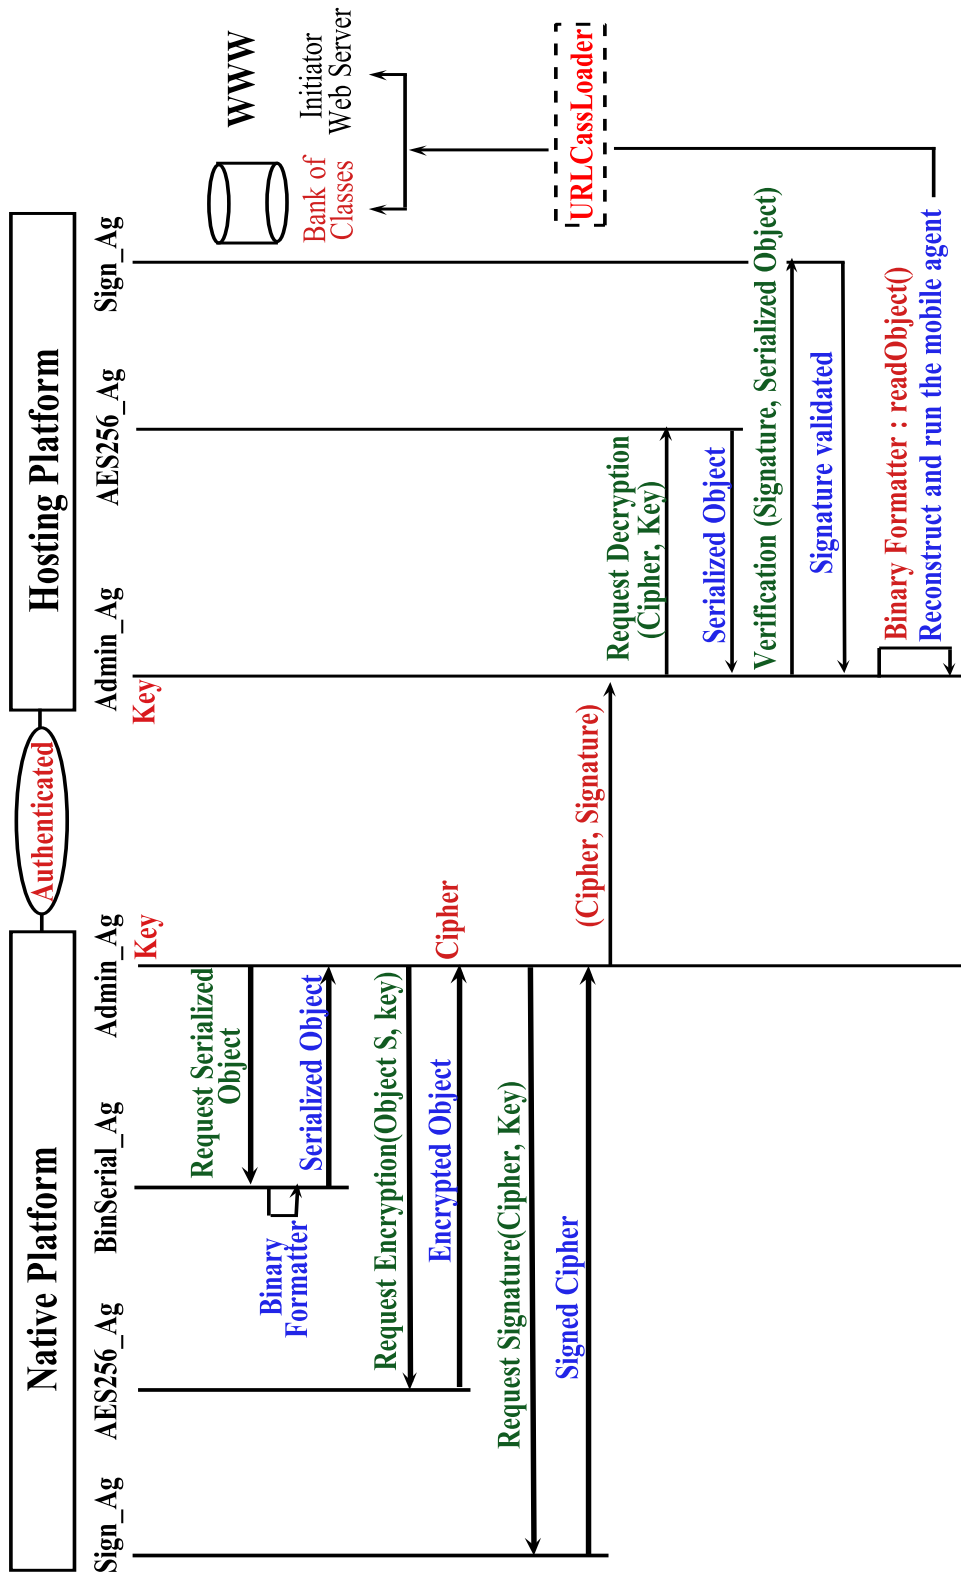 Native Platform
Authenticated
Hosting Platform
Sign_Ag
AES256_Ag
BinSerial_Ag
Admin_Ag
Admin_Ag
AES256_Ag
Sign_Ag
Key
Key
WWW
Bank of
Classes
Initiator
Web Server
Request Serialized
Object
Binary
Formatter
Serialized Object
Request Encryption(Object S, key)
Encrypted Object
Cipher
Request Signature(Cipher, Key)
Signed Cipher
(Cipher, Signature)
URLCassLoader
Request Decryption
(Cipher, Key)
Serialized Object
Verification (Signature, Serialized Object)
Signature validated
Binary Formatter : readObject()
Reconstruct and run the mobile agent